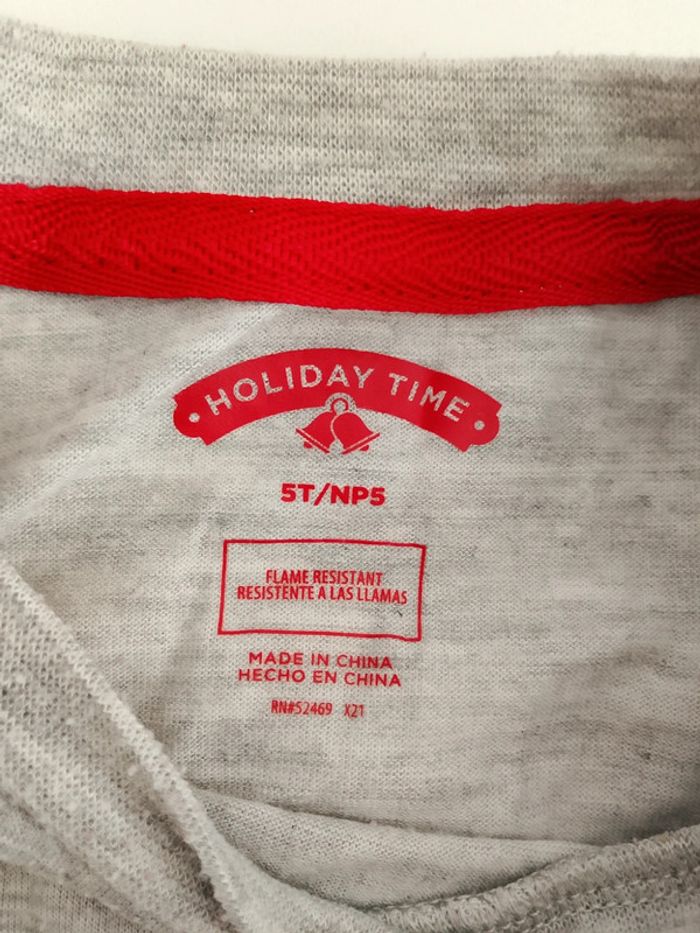 HOLIDAY TIME
5T/NP5
FLAME RESISTANT
RESISTENTE A LAS LLAMAS
MADE IN CHINA
HECHO EN CHINA
RN#52469 X21